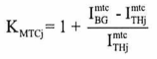 K_MTCj = 1 + (I_BG^mtc - I_THj^mtc) / I_THj^mtc